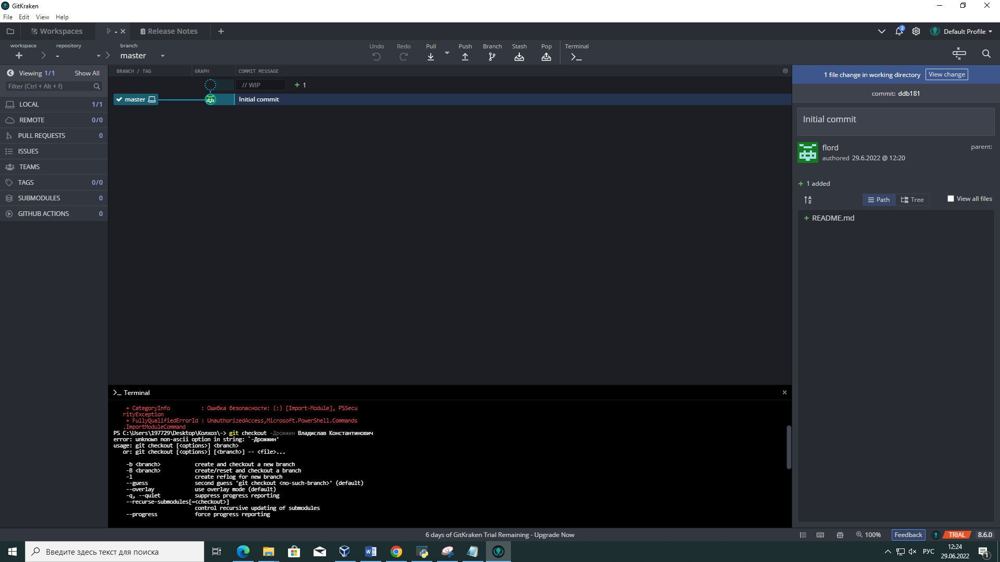 GitKraken
File Edit View Help
Workspaces
-
Release Notes
Default Profile
2
workspace
repository
-
branch
master
Undo
Redo
Pull
Push
Branch
Stash
Pop
Terminal
Viewing 1/1
Show All
Filter (Ctrl + Alt + f)
LOCAL 1/1
REMOTE 0/0
PULL REQUESTS 0
ISSUES
TEAMS
TAGS 0/0
SUBMODULES 0
GITHUB ACTIONS 0
BRANCH / TAG
GRAPH
COMMIT MESSAGE
// WIP
+ 1
master
Initial commit
1 file change in working directory
View change
commit: ddb181
Initial commit
flord
authored 29.6.2022 @ 12:20
parent:
+ 1 added
Path
Tree
View all files
+ README.md
Terminal
+ CategoryInfo : Ошибка безопасности: (:) [Import-Module], PSSecu
rityException
+ FullyQualifiedErrorId : UnauthorizedAccess,Microsoft.PowerShell.Commands
.ImportModuleCommand
PS C:\Users\197729\Desktop\Колхоз\-> git checkout -Дрожжин Владислав Константинович
error: unknown non-ascii option in string: `-Дрожжин'
usage: git checkout [<options>] <branch>
or: git checkout [<options>] [<branch>] -- <file>...
-b <branch> create and checkout a new branch
-B <branch> create/reset and checkout a branch
-l create reflog for new branch
--guess second guess 'git checkout <no-such-branch>' (default)
--overlay use overlay mode (default)
-q, --quiet suppress progress reporting
--recurse-submodules[=<checkout>]
control recursive updating of submodules
--progress force progress reporting
6 days of GitKraken Trial Remaining - Upgrade Now
100%
Feedback
TRIAL
8.6.0
Введите здесь текст для поиска
РУС
12:24
29.06.2022
1